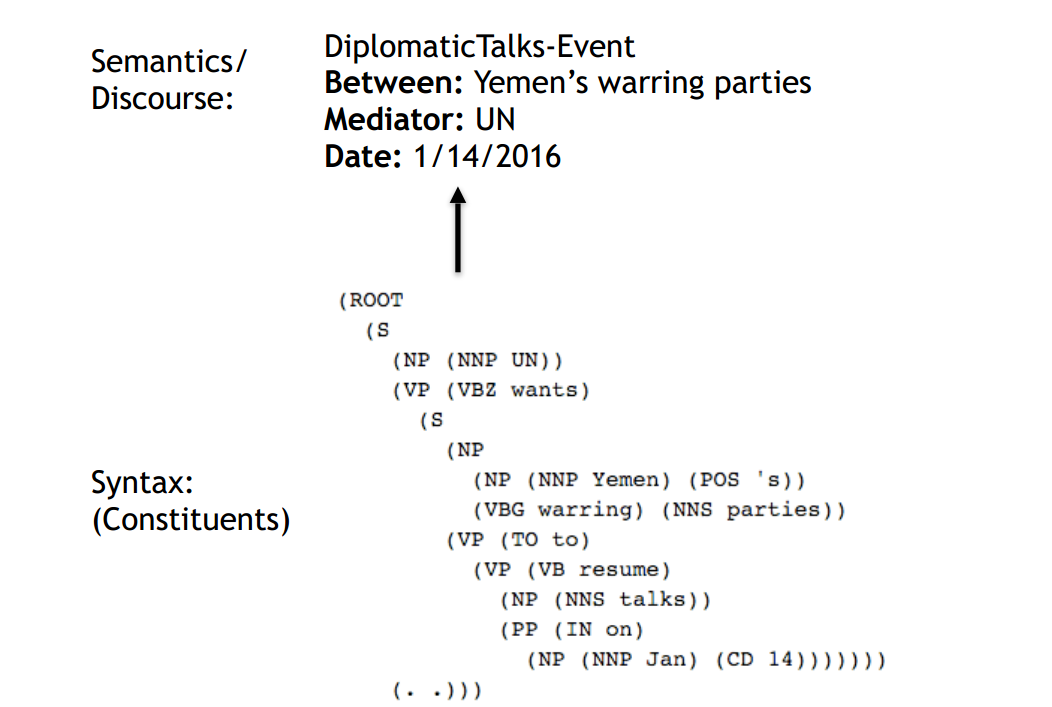 Semantics/
Discourse:
DiplomaticTalks-Event
Between: Yemen’s warring parties
Mediator: UN
Date: 1/14/2016
Syntax:
(Constituents)
(ROOT
(S
(NP (NNP UN))
(VP (VBZ wants)
(S
(NP
(NP (NNP Yemen) (POS 's))
(VBG warring) (NNS parties))
(VP (TO to)
(VP (VB resume)
(NP (NNS talks))
(PP (IN on)
(NP (NNP Jan) (CD 14)))))))
(. .)))